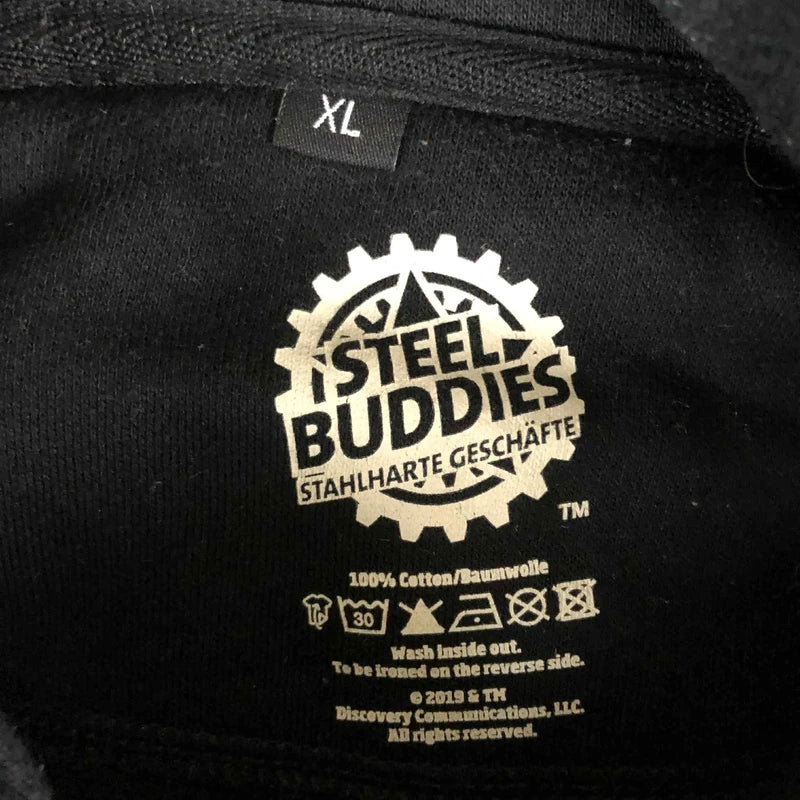 XL
STEEL
BUDDIES
STAHLHARTE GESCHÄFTE
TM
100% Cotton/Baumwolle
30
Wash inside out.
To be ironed on the reverse side.
© 2019 & TM
Discovery Communications, LLC.
All rights reserved.